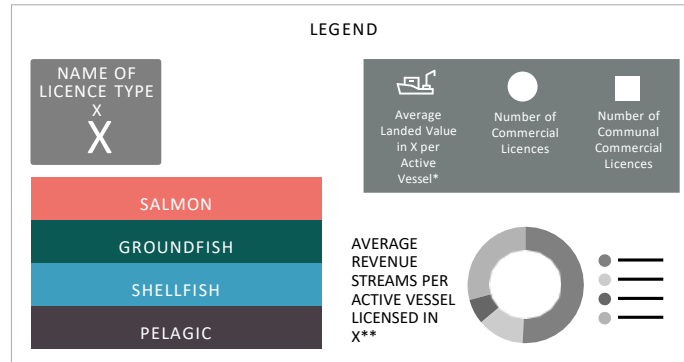 LEGEND
NAME OF
LICENCE TYPE
X
X
Average
Landed Value
in X per
Active
Vessel*
Number of
Commercial
Licences
Number of
Communal
Commercial
Licences
SALMON
GROUNDFISH
SHELLFISH
PELAGIC
AVERAGE
REVENUE
STREAMS PER
ACTIVE VESSEL
LICENSED IN
X**